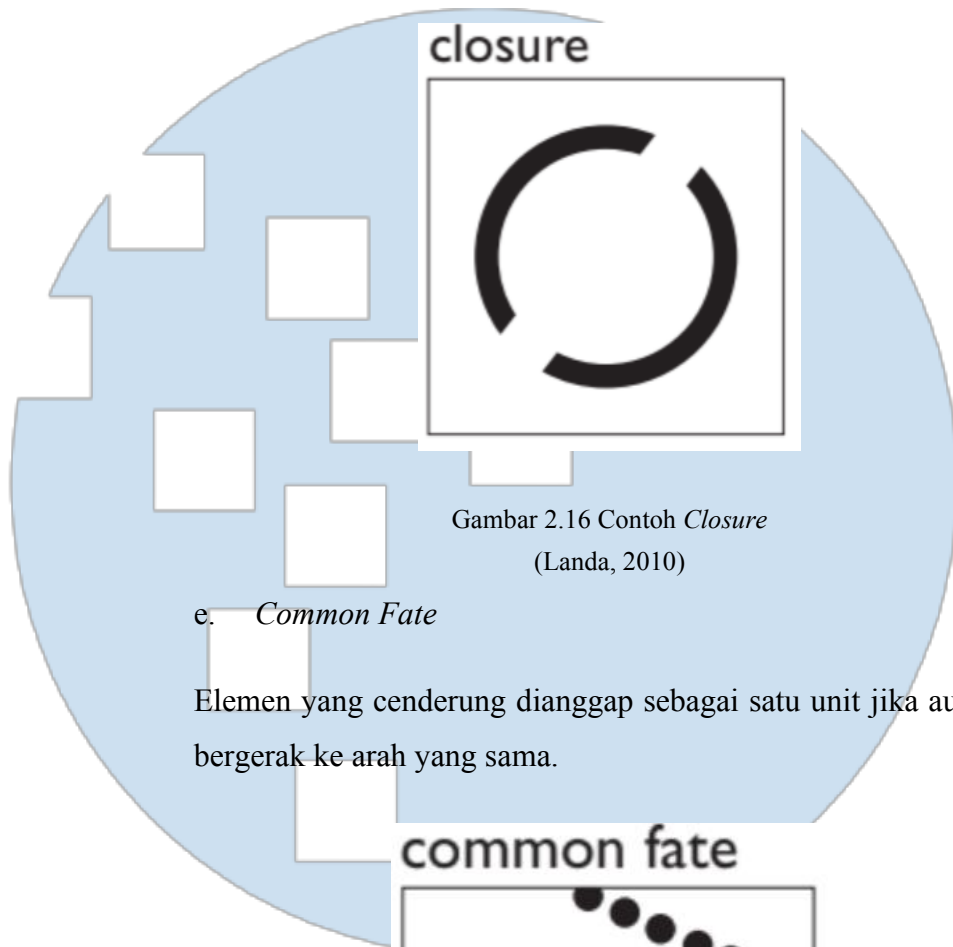 closure
Gambar 2.16 Contoh Closure
(Landa, 2010)
e. Common Fate
Elemen yang cenderung dianggap sebagai satu unit jika
bergerak ke arah yang sama.
common fate